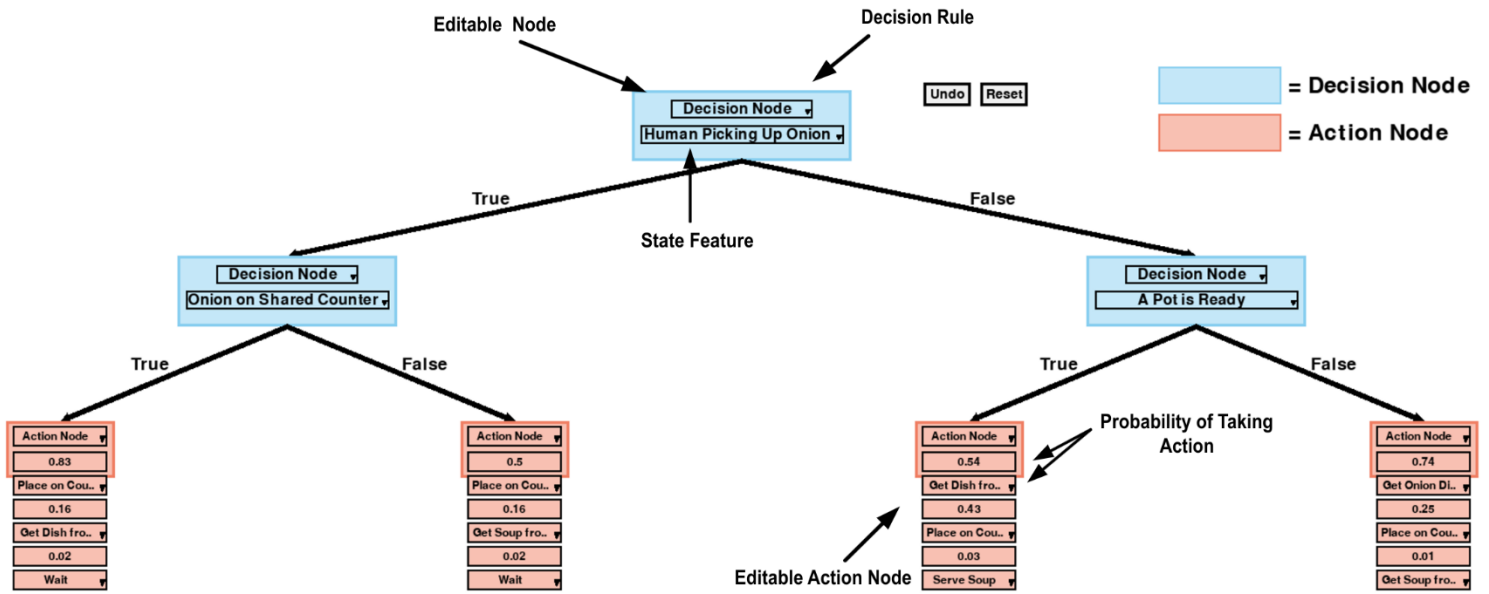 Editable Node
Decision Rule
Undo
Reset
= Decision Node
= Action Node
Decision Node
Human Picking Up Onion
True
False
State Feature
Decision Node
Onion on Shared Counter
Decision Node
A Pot is Ready
True
False
True
False
Action Node
0.83
Place on Cou..
0.16
Get Dish fro..
0.02
Wait
Action Node
0.5
Place on Cou..
0.16
Get Soup fro..
0.02
Wait
Action Node
0.54
Get Dish fro..
0.43
Place on Cou..
0.03
Serve Soup
Probability of Taking
Action
Editable Action Node
Action Node
0.74
Get Onion Di..
0.25
Place on Cou..
0.01
Get Soup fro..